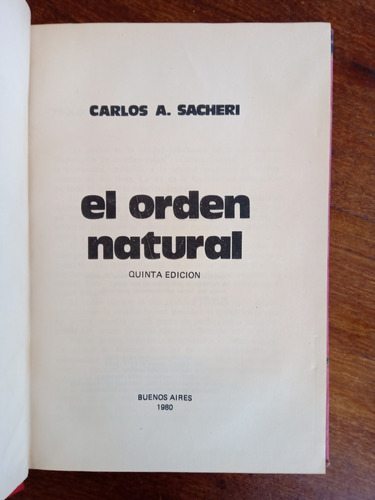 CARLOS A. SACHERI
el orden
natural
QUINTA EDICION
BUENOS AIRES
1980